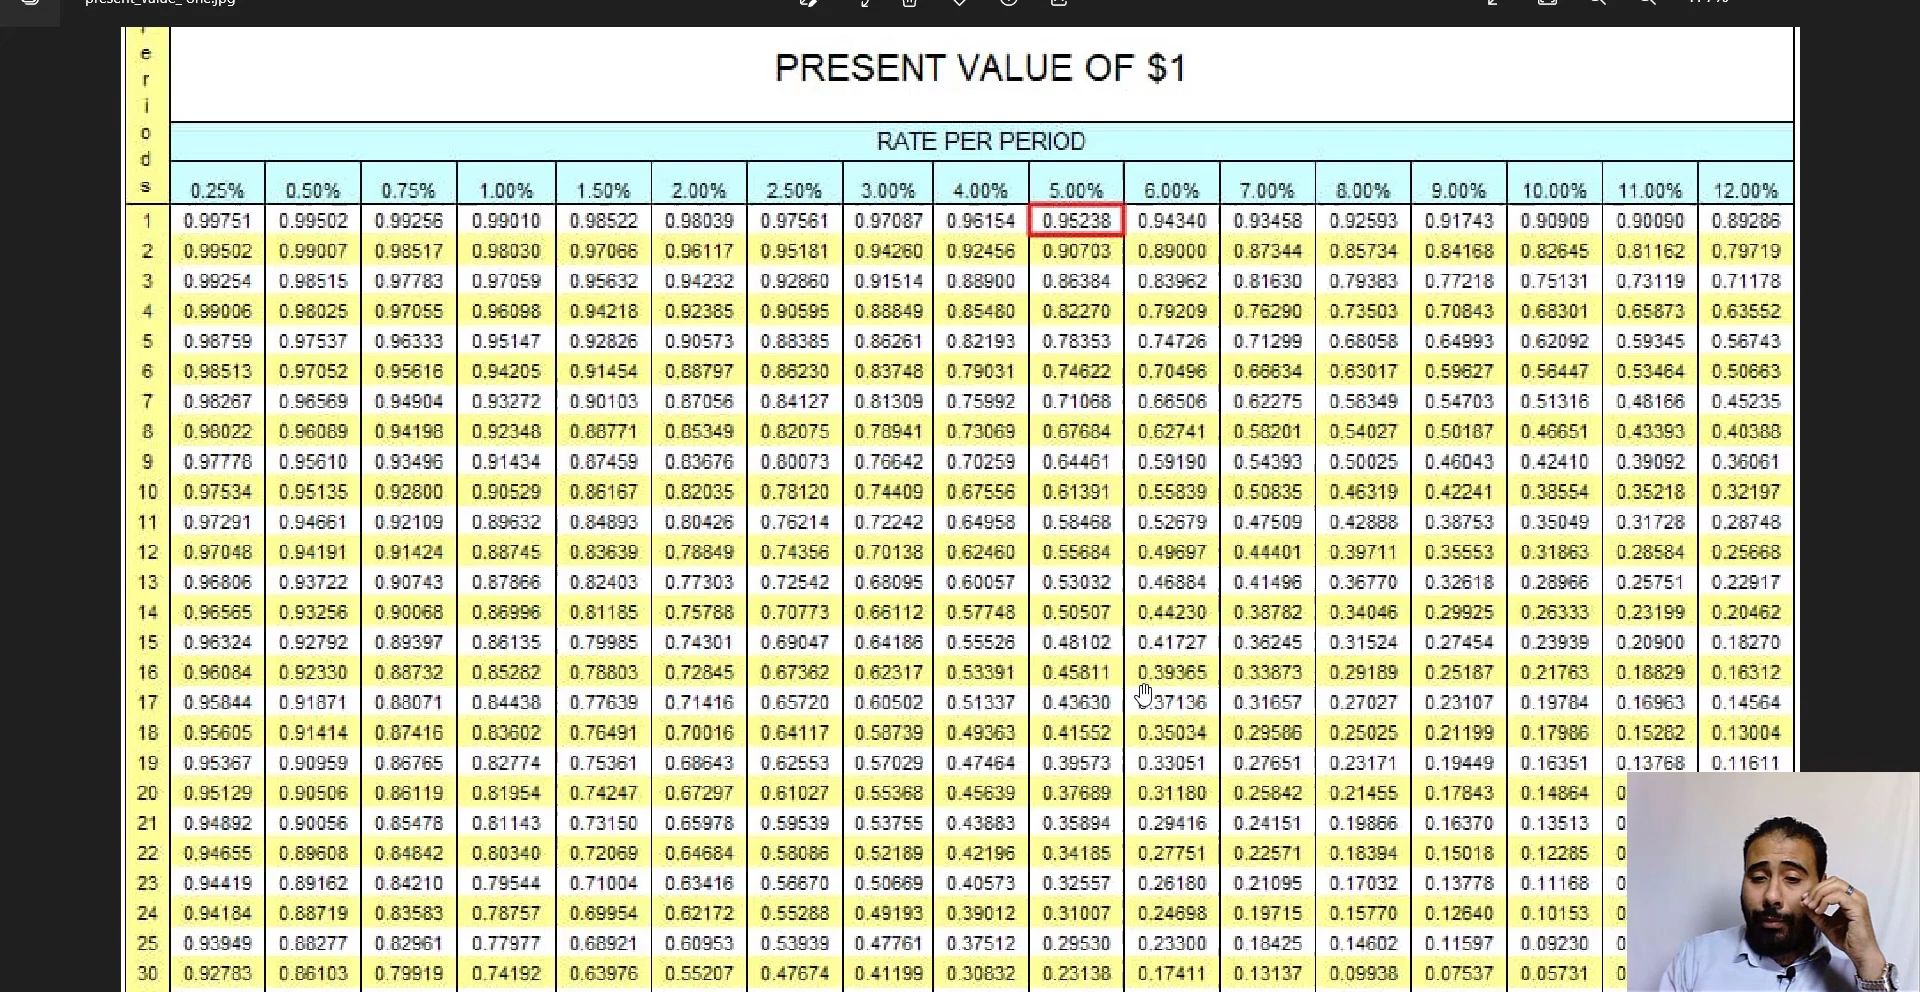 present_value_-one.jpg
e
r
i
o
d
s
PRESENT VALUE OF $1
RATE PER PERIOD
0.25% 0.50% 0.75% 1.00% 1.50% 2.00% 2.50% 3.00% 4.00% 5.00% 6.00% 7.00% 8.00% 9.00% 10.00% 11.00% 12.00%
1 0.99751 0.99502 0.99256 0.99010 0.98522 0.98039 0.97561 0.97087 0.96154 0.95238 0.94340 0.93458 0.92593 0.91743 0.90909 0.90090 0.89286
2 0.99502 0.99007 0.98517 0.98030 0.97066 0.96117 0.95181 0.94260 0.92456 0.90703 0.89000 0.87344 0.85734 0.84168 0.82645 0.81162 0.79719
3 0.99254 0.98515 0.97783 0.97059 0.95632 0.94232 0.92860 0.91514 0.88900 0.86384 0.83962 0.81630 0.79383 0.77218 0.75131 0.73119 0.71178
4 0.99006 0.98025 0.97055 0.96098 0.94218 0.92385 0.90595 0.88849 0.85480 0.82270 0.79209 0.76290 0.73503 0.70843 0.68301 0.65873 0.63552
5 0.98759 0.97537 0.96333 0.95147 0.92826 0.90573 0.88385 0.86261 0.82193 0.78353 0.74726 0.71299 0.68058 0.64993 0.62092 0.59345 0.56743
6 0.98513 0.97052 0.95616 0.94205 0.91454 0.88797 0.86230 0.83748 0.79031 0.74622 0.70496 0.66634 0.63017 0.59627 0.56447 0.53464 0.50663
7 0.98267 0.96569 0.94904 0.93272 0.90103 0.87056 0.84127 0.81309 0.75992 0.71068 0.66506 0.62275 0.58349 0.54703 0.51316 0.48166 0.45235
8 0.98022 0.96089 0.94198 0.92348 0.88771 0.85349 0.82075 0.78941 0.73069 0.67684 0.62741 0.58201 0.54027 0.50187 0.46651 0.43393 0.40388
9 0.97778 0.95610 0.93496 0.91434 0.87459 0.83676 0.80073 0.76642 0.70259 0.64461 0.59190 0.54393 0.50025 0.46043 0.42410 0.39092 0.36061
10 0.97534 0.95135 0.92800 0.90529 0.86167 0.82035 0.78120 0.74409 0.67556 0.61391 0.55839 0.50835 0.46319 0.42241 0.38554 0.35218 0.32197
11 0.97291 0.94661 0.92109 0.89632 0.84893 0.80426 0.76214 0.72242 0.64958 0.58468 0.52679 0.47509 0.42888 0.38753 0.35049 0.31728 0.28748
12 0.97048 0.94191 0.91424 0.88745 0.83639 0.78849 0.74356 0.70138 0.62460 0.55684 0.49697 0.44401 0.39711 0.35553 0.31863 0.28584 0.25668
13 0.96806 0.93722 0.90743 0.87866 0.82403 0.77303 0.72542 0.68095 0.60057 0.53032 0.46884 0.41496 0.36770 0.32618 0.28966 0.25751 0.22917
14 0.96565 0.93256 0.90068 0.86996 0.81185 0.75788 0.70773 0.66112 0.57748 0.50507 0.44230 0.38782 0.34046 0.29925 0.26333 0.23199 0.20462
15 0.96324 0.92792 0.89397 0.86135 0.79985 0.74301 0.69047 0.64186 0.55526 0.48102 0.41727 0.36245 0.31524 0.27454 0.23939 0.20900 0.18270
16 0.96084 0.92330 0.88732 0.85282 0.78803 0.72845 0.67362 0.62317 0.53391 0.45811 0.39365 0.33873 0.29189 0.25187 0.21763 0.18829 0.16312
17 0.95844 0.91871 0.88071 0.84438 0.77639 0.71416 0.65720 0.60502 0.51337 0.43630 0.37136 0.31657 0.27027 0.23107 0.19784 0.16963 0.14564
18 0.95605 0.91414 0.87416 0.83602 0.76491 0.70016 0.64117 0.58739 0.49363 0.41552 0.35034 0.29586 0.25025 0.21199 0.17986 0.15282 0.13004
19 0.95367 0.90959 0.86765 0.82774 0.75361 0.68643 0.62553 0.57029 0.47464 0.39573 0.33051 0.27651 0.23171 0.19449 0.16351 0.13768 0.11611
20 0.95129 0.90506 0.86119 0.81954 0.74247 0.67297 0.61027 0.55368 0.45639 0.37689 0.31180 0.25842 0.21455 0.17843 0.14864
21 0.94892 0.90056 0.85478 0.81143 0.73150 0.65978 0.59539 0.53755 0.43883 0.35894 0.29416 0.24151 0.19866 0.16370 0.13513
22 0.94655 0.89608 0.84842 0.80340 0.72069 0.64684 0.58086 0.52189 0.42196 0.34185 0.27751 0.22571 0.18394 0.15018 0.12285
23 0.94419 0.89162 0.84210 0.79544 0.71004 0.63416 0.56670 0.50669 0.40573 0.32557 0.26180 0.21095 0.17032 0.13778 0.11168
24 0.94184 0.88719 0.83583 0.78757 0.69954 0.62172 0.55288 0.49193 0.39012 0.31007 0.24698 0.19715 0.15770 0.12640 0.10153
25 0.93949 0.88277 0.82961 0.77977 0.68921 0.60953 0.53939 0.47761 0.37512 0.29530 0.23300 0.18425 0.14602 0.11597 0.09230
30 0.92783 0.86103 0.79919 0.74192 0.63976 0.55207 0.47674 0.41199 0.30832 0.23138 0.17411 0.13137 0.09938 0.07537 0.05731